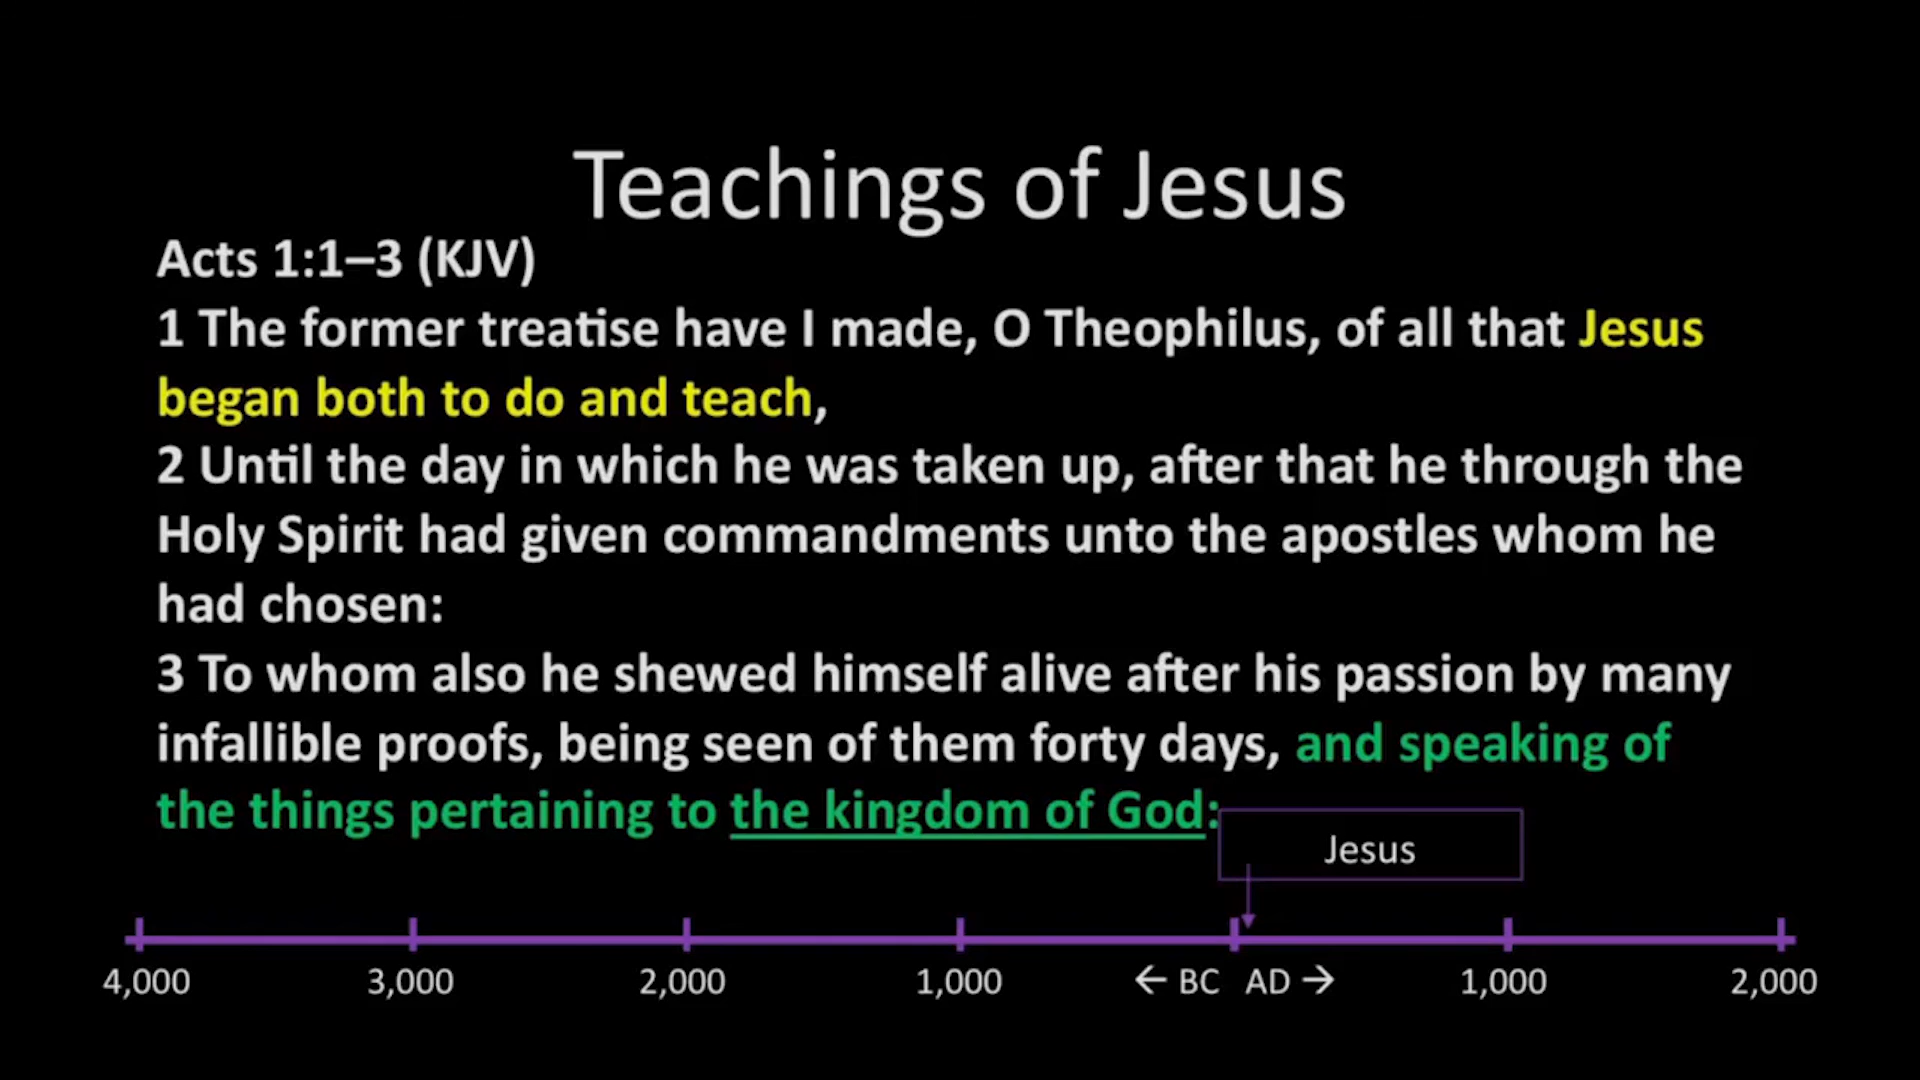 Teachings of Jesus
Acts 1:1–3 (KJV)
1 The former treatise have I made, O Theophilus, of all that Jesus
began both to do and teach,
2 Until the day in which he was taken up, after that he through the
Holy Spirit had given commandments unto the apostles whom he
had chosen:
3 To whom also he shewed himself alive after his passion by many
infallible proofs, being seen of them forty days, and speaking of
the things pertaining to the kingdom of God:
Jesus
4,000 3,000 2,000 1,000 ← BC AD → 1,000 2,000